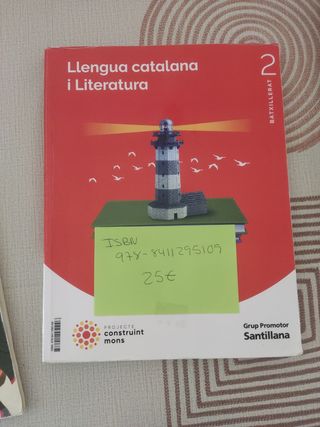 Llengua catalana
i Literatura
2
BATXILLERAT
ISBN
978-8411295109
25€
PROJECTE
construint
mons
Grup Promotor
Santillana